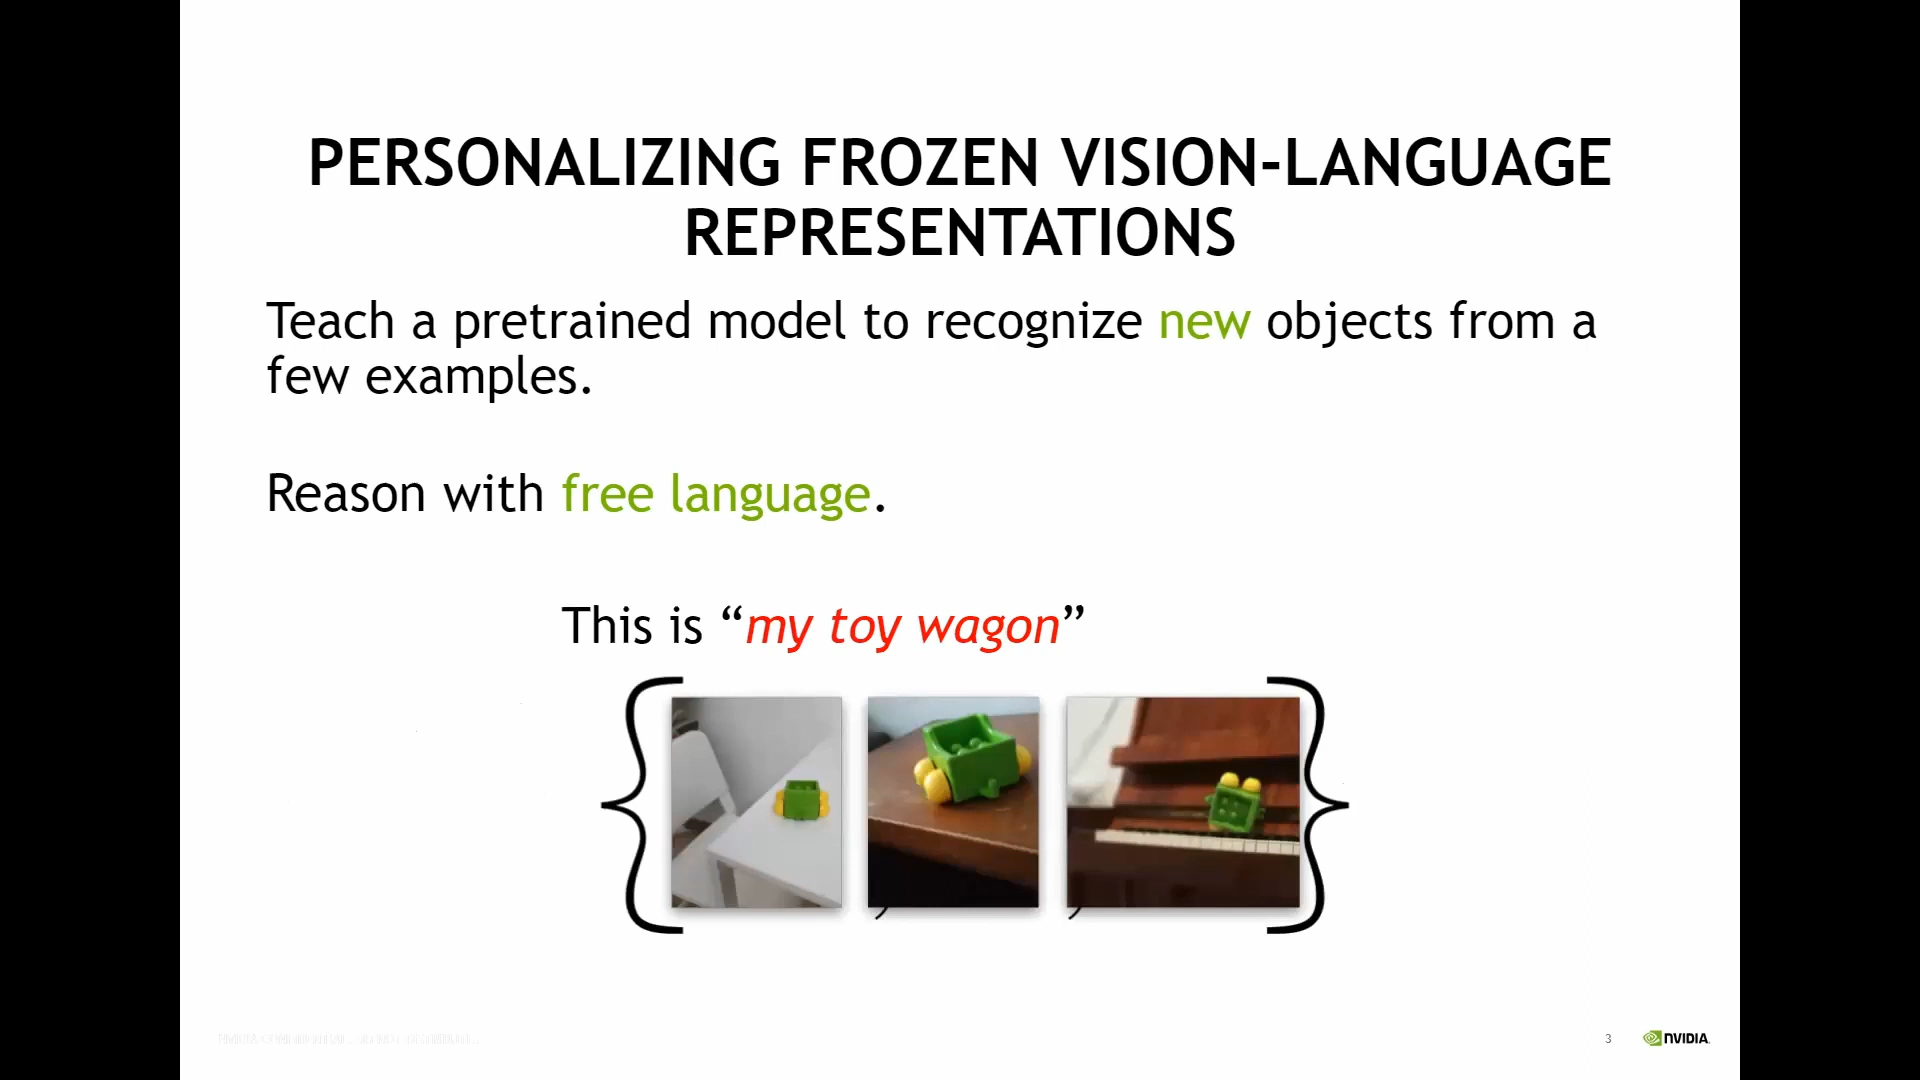 PERSONALIZING FROZEN VISION-LANGUAGE
REPRESENTATIONS
Teach a pretrained model to recognize new objects from a
few examples.
Reason with free language.
This is “my toy wagon”
{ , , }
3
NVIDIA.